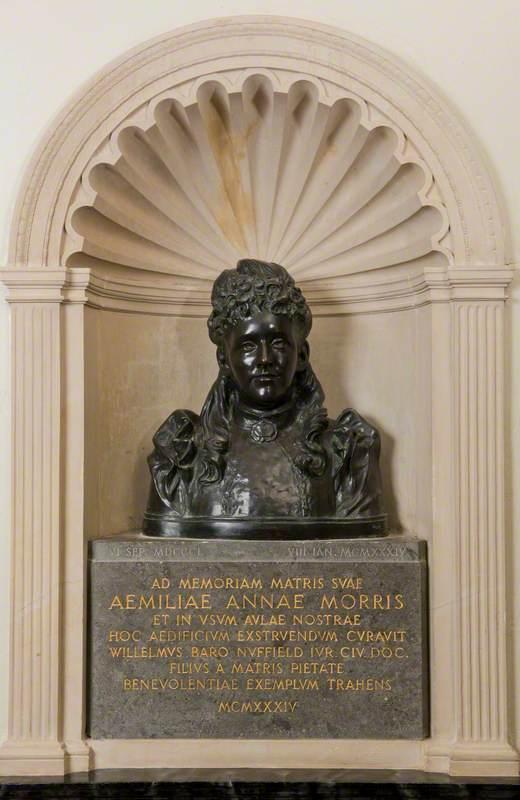 VI SEP. MDCCCL VIII IAN. MCMXXXIV
AD MEMORIAM MATRIS SVAE
AEMILIAE ANNAE MORRIS
ET IN VSVM AVLAE NOSTRAE
HOC AEDIFICIVM EXSTRVENDVM CVRAVIT
WILLELMVS BARO NVFFIELD IVR. CIV. DOC.
FILIVS A MATRIS PIETATE
BENEVOLENTIAE EXEMPLVM TRAHENS
MCMXXXIV